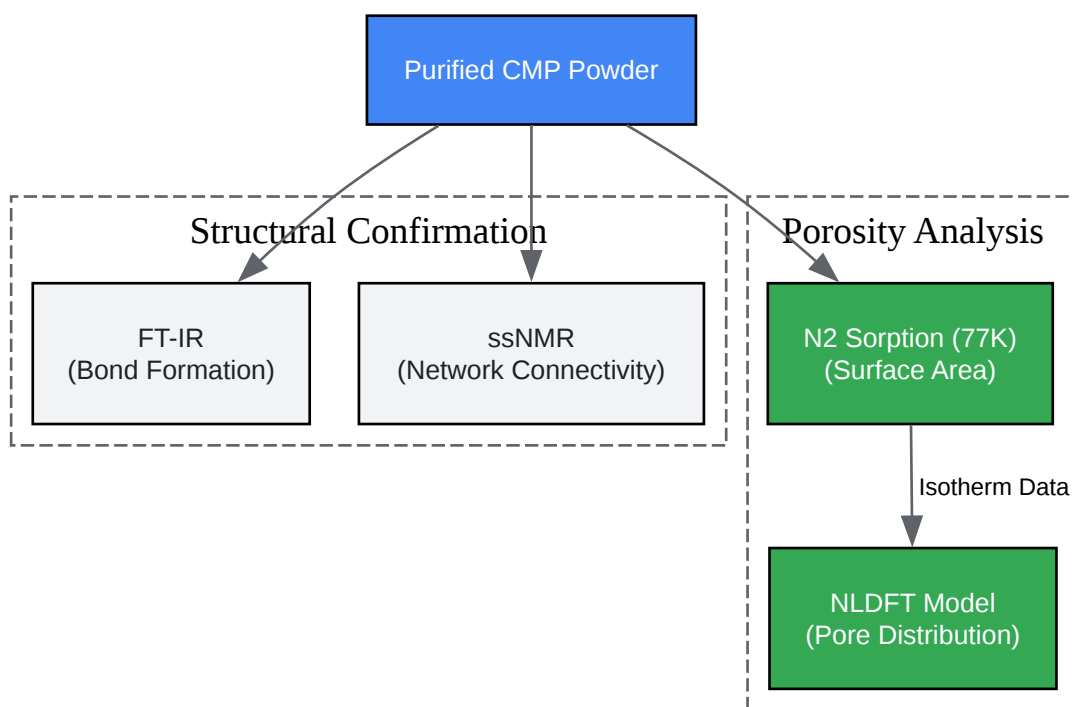 Purified CMP Powder
Structural Confirmation
Porosity Analysis
FT-IR
(Bond Formation)
ssNMR
(Network Connectivity)
N2 Sorption (77K)
(Surface Area)
Isotherm Data
NLDFT Model
(Pore Distribution)